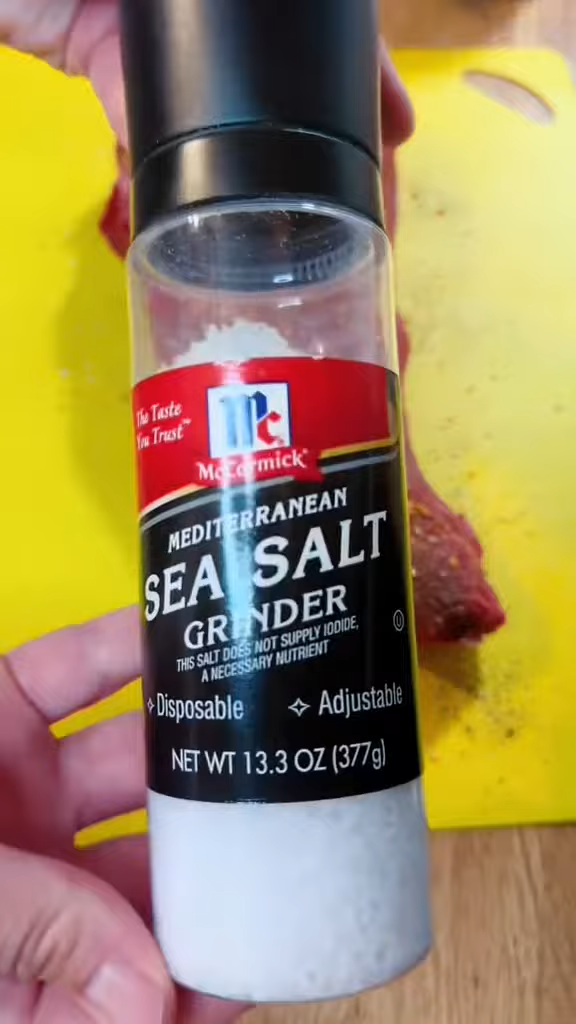 The Taste
You Trust™
Mc
McCormick®
MEDITERRANEAN
SEA SALT
GRINDER
THIS SALT DOES NOT SUPPLY IODIDE,
A NECESSARY NUTRIENT
Disposable Adjustable
NET WT 13.3 OZ (377g)
U